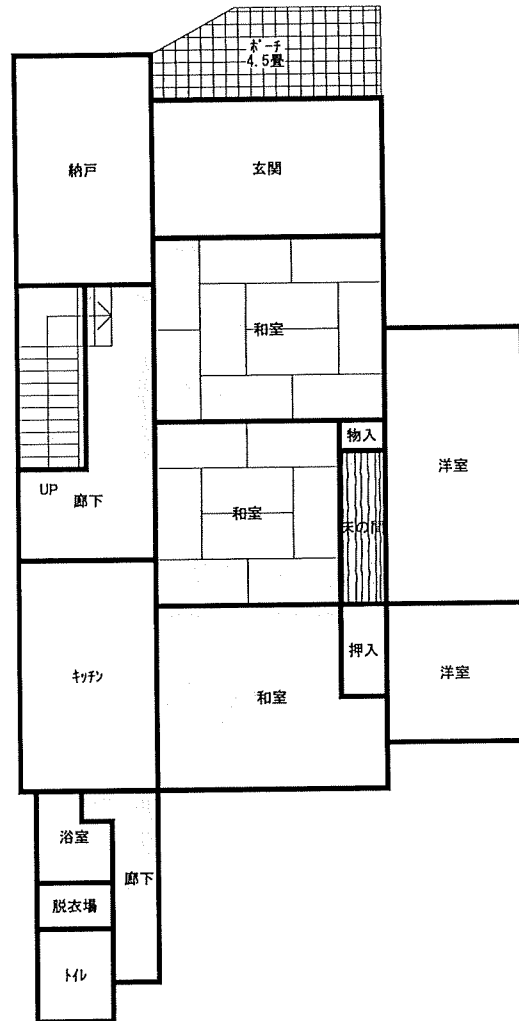 ポーチ
4.5畳
納戸
玄関
和室
物入
洋室
UP
廊下
和室
床の間
押入
洋室
キッチン
和室
浴室
廊下
脱衣場
トイレ